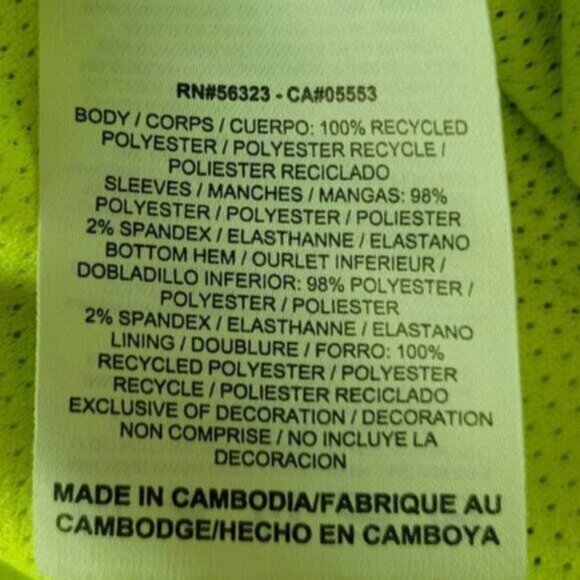 RN#56323 - CA#05553
BODY / CORPS / CUERPO: 100% RECYCLED
POLYESTER / POLYESTER RECYCLE /
POLIESTER RECICLADO
SLEEVES / MANCHES / MANGAS: 98%
POLYESTER / POLYESTER / POLIESTER
2% SPANDEX / ELASTHANNE / ELASTANO
BOTTOM HEM / OURLET INFERIEUR /
DOBLADILLO INFERIOR: 98% POLYESTER /
POLYESTER / POLIESTER
2% SPANDEX / ELASTHANNE / ELASTANO
LINING / DOUBLURE / FORRO: 100%
RECYCLED POLYESTER / POLYESTER
RECYCLE / POLIESTER RECICLADO
EXCLUSIVE OF DECORATION / DECORATION
NON COMPRISE / NO INCLUYE LA
DECORACION
MADE IN CAMBODIA/FABRIQUE AU
CAMBODGE/HECHO EN CAMBOYA